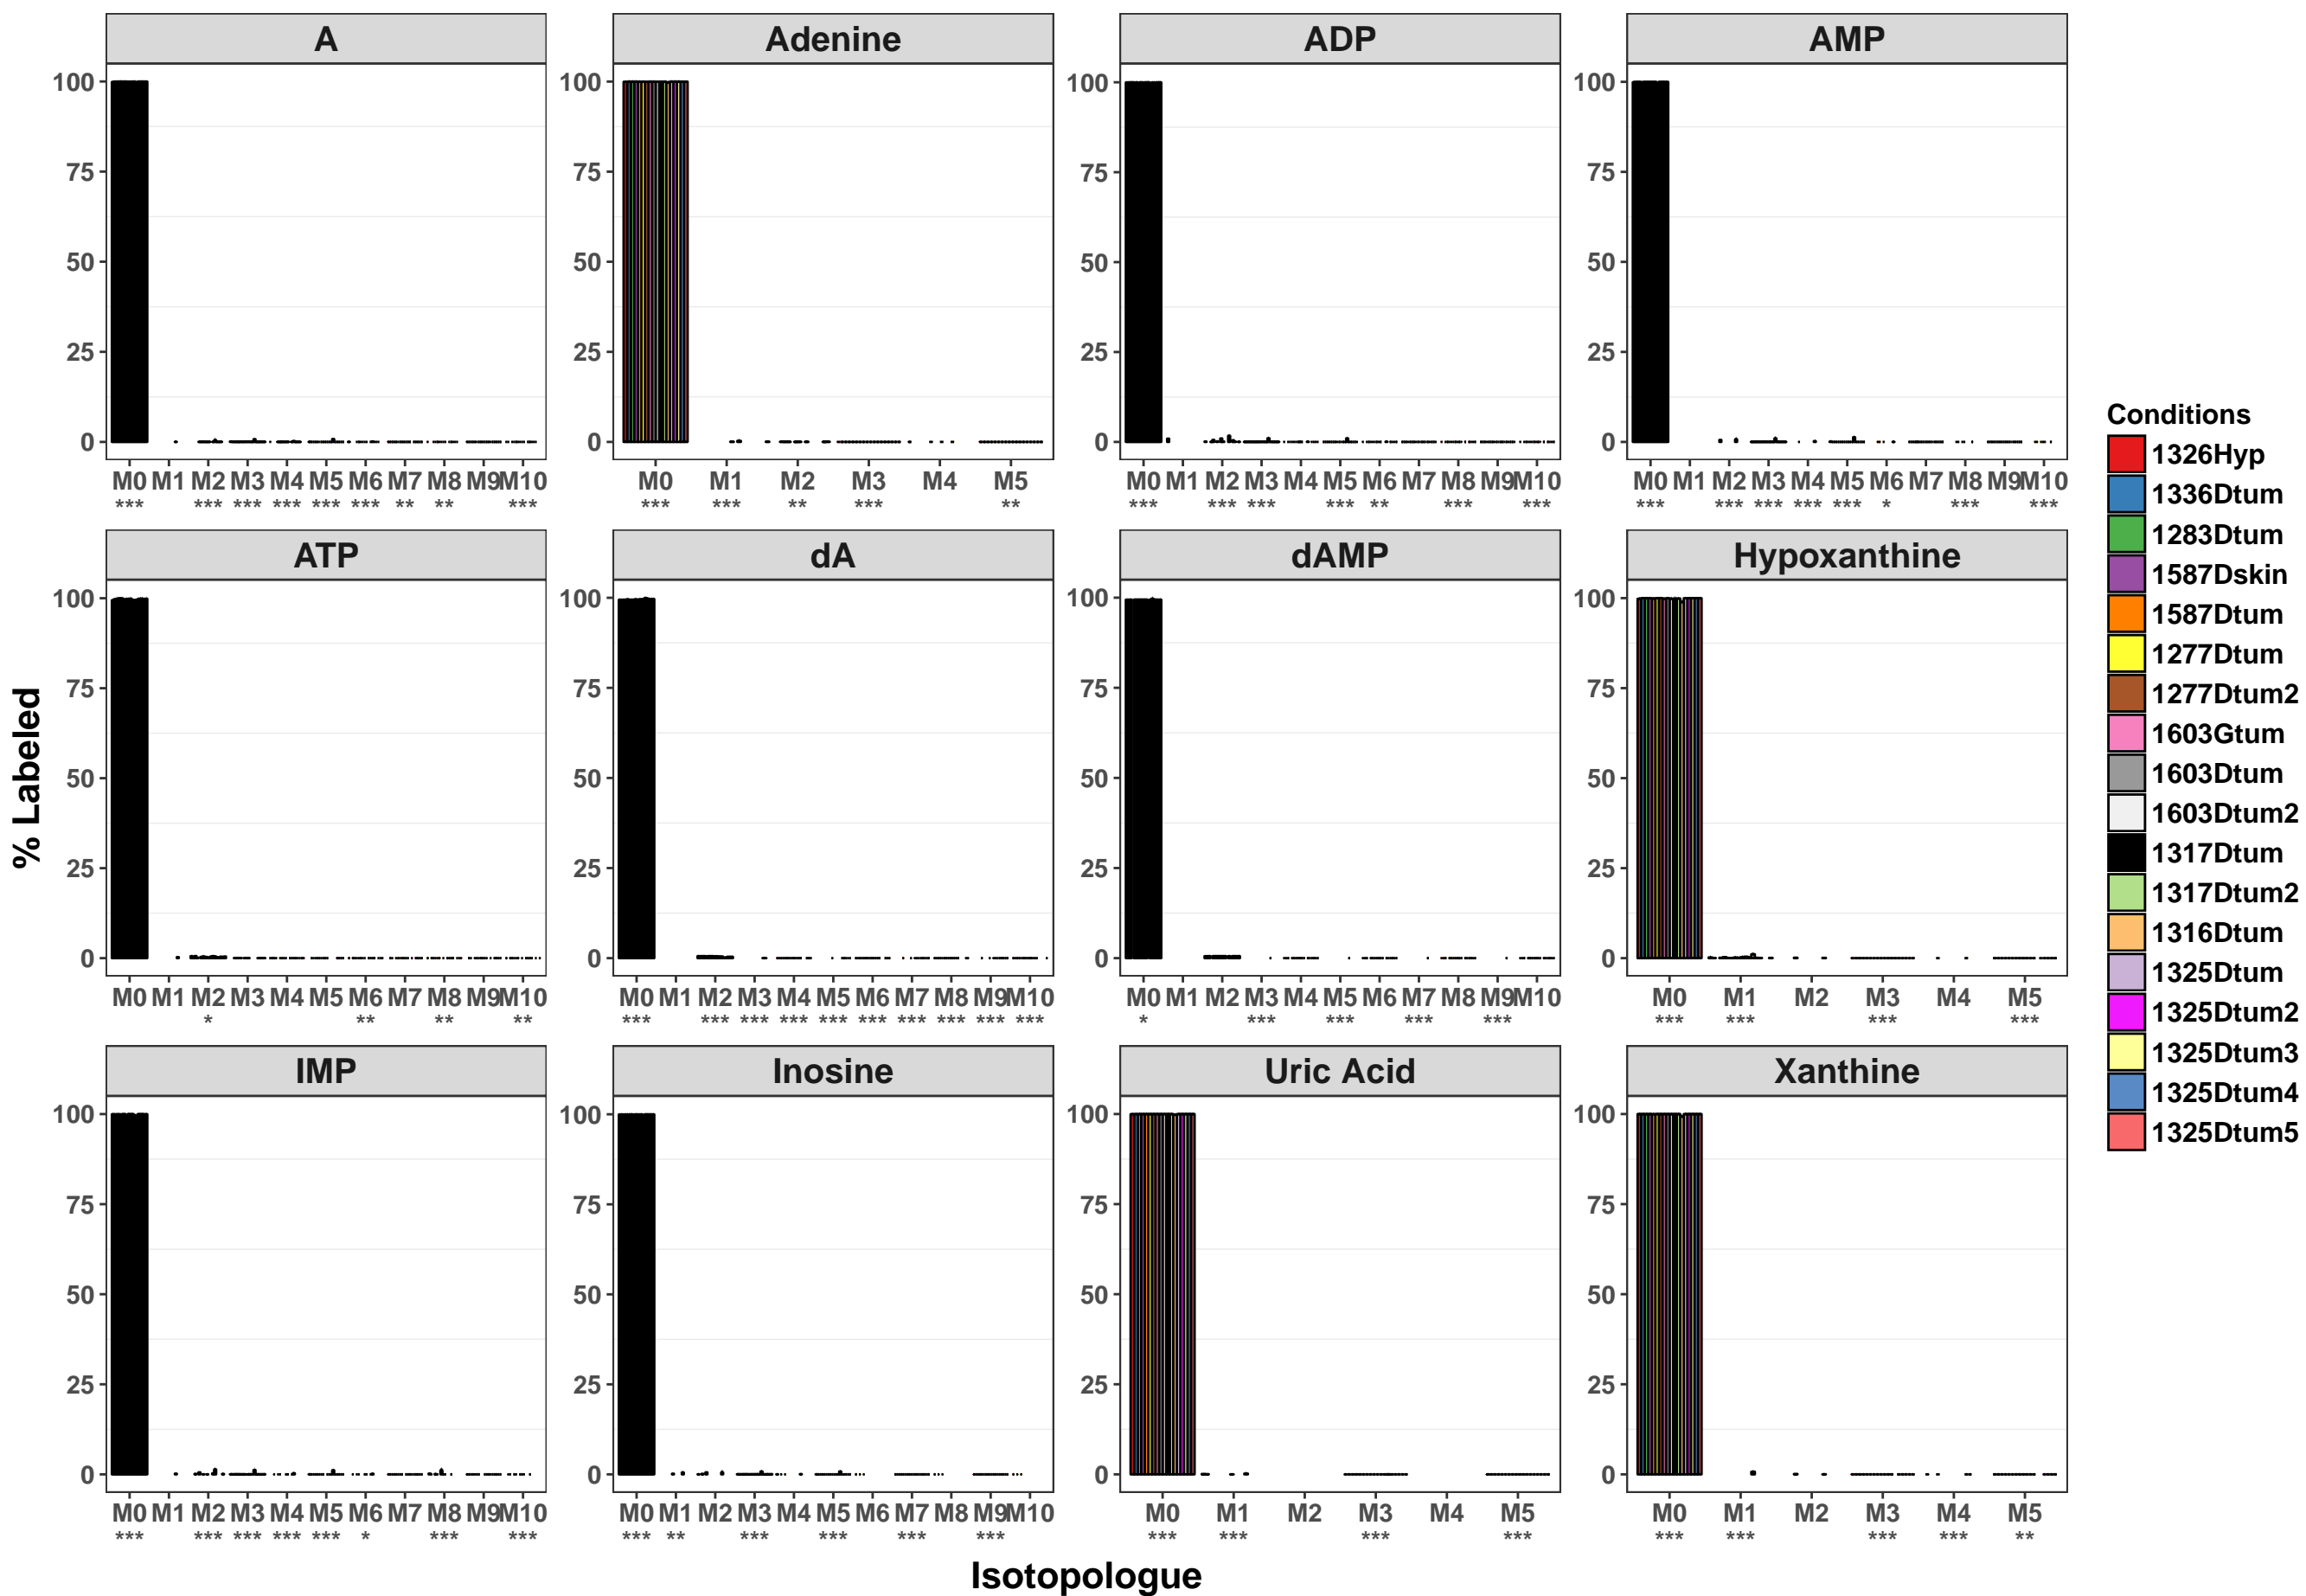 A Adenine ADP AMP
100 100 100 100
75 75 75 75
50 50 50 50
25 25 25 25
0 0 0 0
M0 M1 M2 M3 M4 M5 M6 M7 M8 M9 M10 M0 M1 M2 M3 M4 M5 M0 M1 M2 M3 M4 M5 M6 M7 M8 M9 M10 M0 M1 M2 M3 M4 M5 M6 M7 M8 M9 M10
*** *** *** *** *** *** ** ** *** *** *** ** *** ** *** *** *** *** ** *** *** *** *** *** *** *** * *** ***
ATP dA dAMP Hypoxanthine
100 100 100 100
75 75 75 75
50 50 50 50
25 25 25 25
0 0 0 0
M0 M1 M2 M3 M4 M5 M6 M7 M8 M9 M10 M0 M1 M2 M3 M4 M5 M6 M7 M8 M9 M10 M0 M1 M2 M3 M4 M5 M6 M7 M8 M9 M10 M0 M1 M2 M3 M4 M5
* ** ** ** *** *** *** *** *** *** *** *** *** *** * *** *** *** *** *** *** *** ***
IMP Inosine Uric Acid Xanthine
100 100 100 100
75 75 75 75
50 50 50 50
25 25 25 25
0 0 0 0
M0 M1 M2 M3 M4 M5 M6 M7 M8 M9 M10 M0 M1 M2 M3 M4 M5 M6 M7 M8 M9 M10 M0 M1 M2 M3 M4 M5 M0 M1 M2 M3 M4 M5
*** *** *** *** *** * *** *** *** ** *** *** *** *** *** *** *** *** *** *** *** *** **
% Labeled
Isotopologue
Conditions
1326Hyp
1336Dtum
1283Dtum
1587Dskin
1587Dtum
1277Dtum
1277Dtum2
1603Gtum
1603Dtum
1603Dtum2
1317Dtum
1317Dtum2
1316Dtum
1325Dtum
1325Dtum2
1325Dtum3
1325Dtum4
1325Dtum5